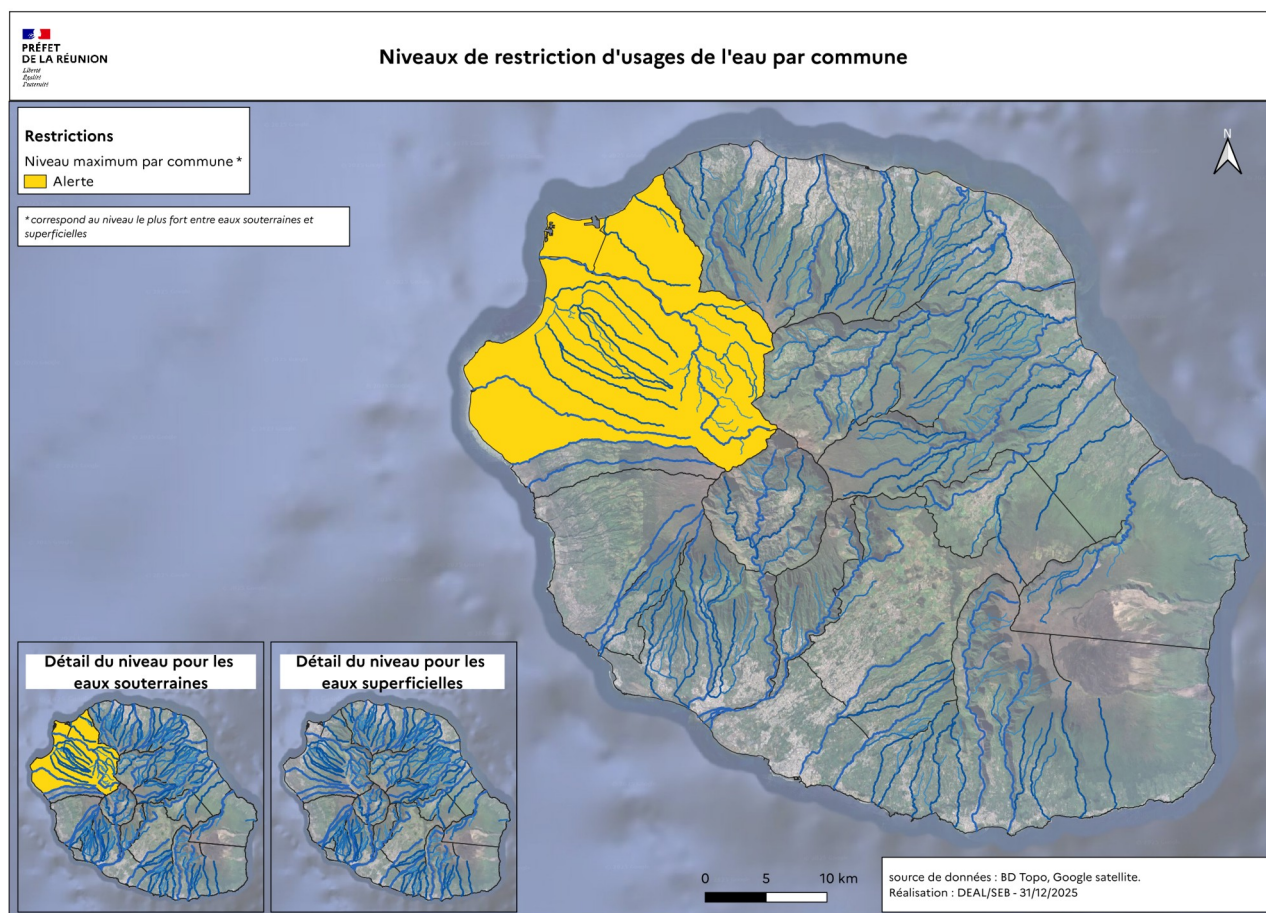 PRÉFET
DE LA RÉUNION
Liberté
Égalité
Fraternité
Niveaux de restriction d'usages de l'eau par commune
Restrictions
Niveau maximum par commune *
Alerte
* correspond au niveau le plus fort entre eaux souterraines et
superficielles
N
Détail du niveau pour les
eaux souterraines
Détail du niveau pour les
eaux superficielles
0 5 10 km
source de données : BD Topo, Google satellite.
Réalisation : DEAL/SEB - 31/12/2025